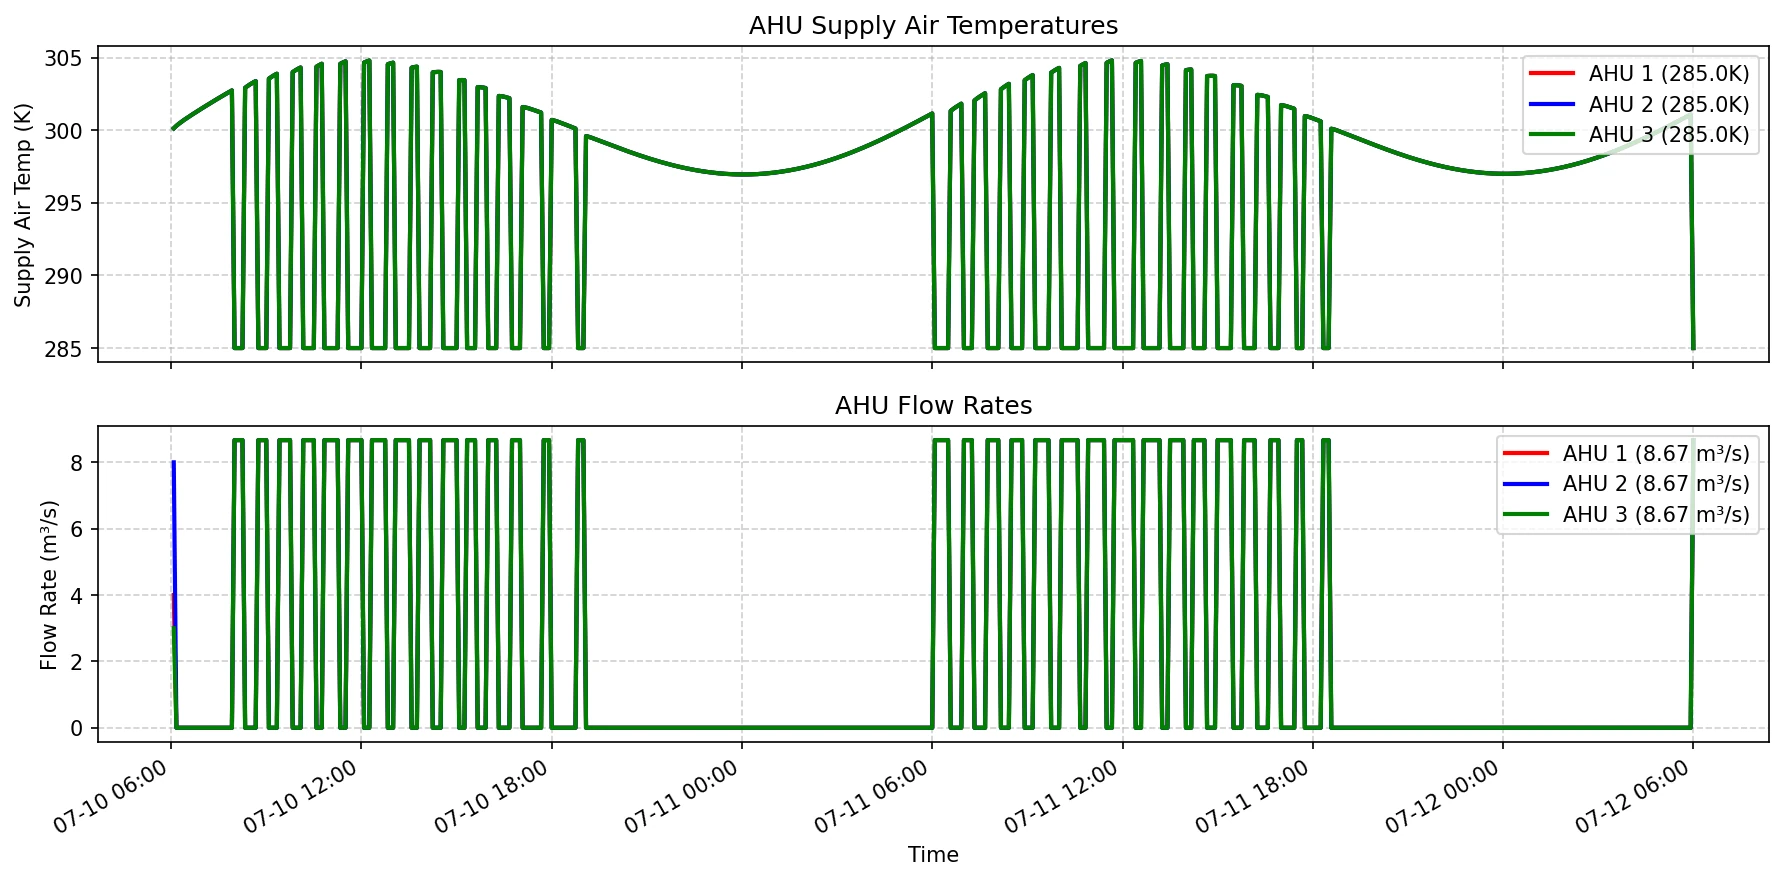 AHU Supply Air Temperatures
Supply Air Temp (K)
305
300
295
290
285
AHU 1 (285.0K)
AHU 2 (285.0K)
AHU 3 (285.0K)
AHU Flow Rates
Flow Rate (m³/s)
8
6
4
2
0
AHU 1 (8.67 m³/s)
AHU 2 (8.67 m³/s)
AHU 3 (8.67 m³/s)
07-10 06:00
07-10 12:00
07-10 18:00
07-11 00:00
07-11 06:00
07-11 12:00
07-11 18:00
07-12 00:00
07-12 06:00
Time